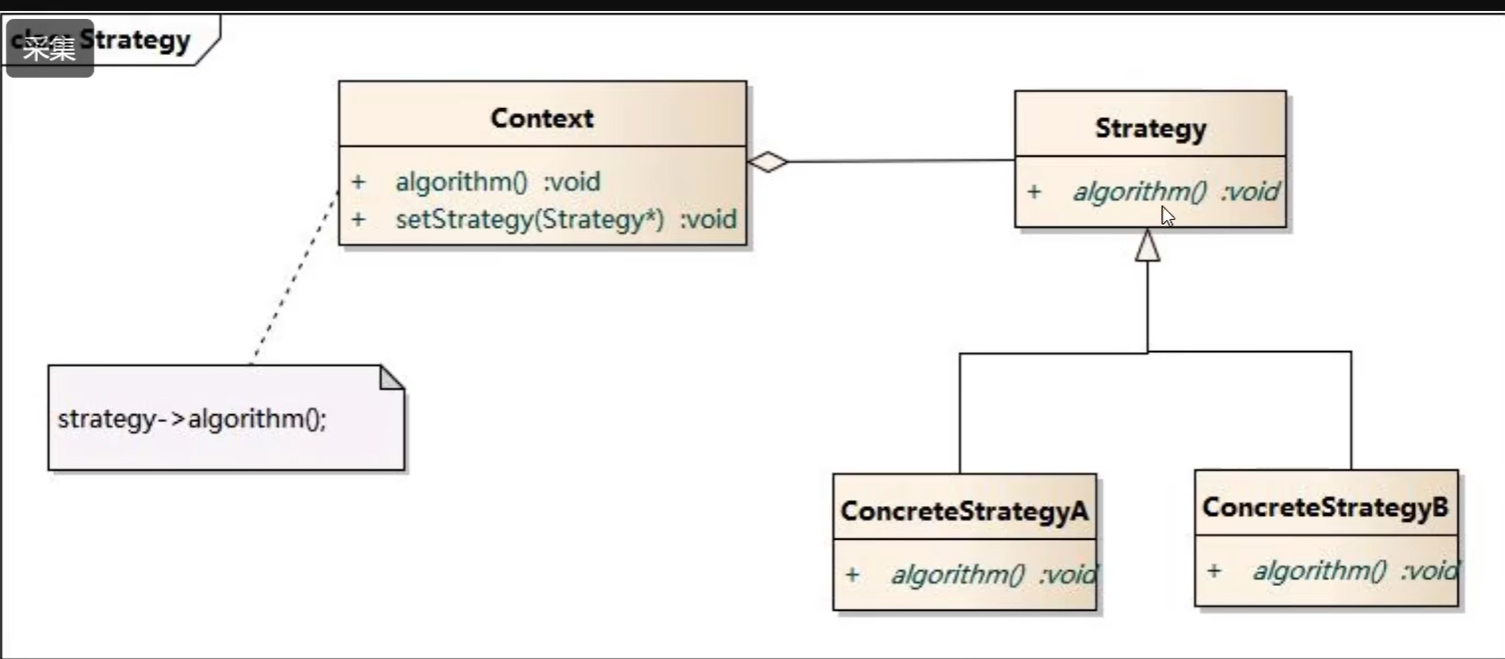 采集
Strategy
Context
+ algorithm() :void
+ setStrategy(Strategy*) :void
Strategy
+ algorithm() :void
strategy->algorithm();
ConcreteStrategyA
+ algorithm() :void
ConcreteStrategyB
+ algorithm() :void